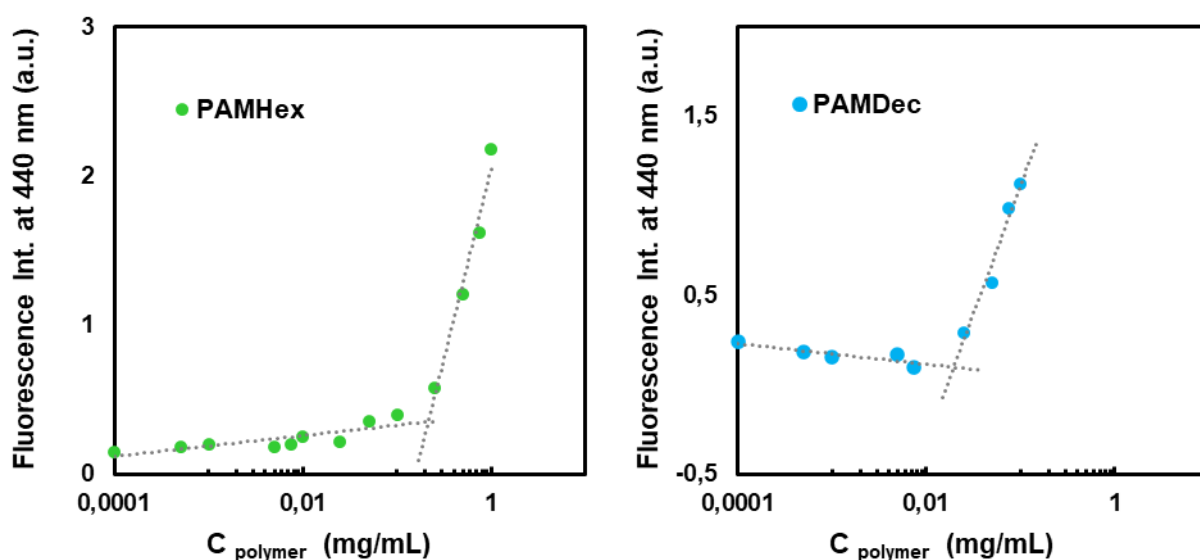 Fluorescence Int. at 440 nm (a.u.)
3
2
1
0
PAMHex
0,0001
0,01
1
C polymer (mg/mL)
Fluorescence Int. at 440 nm (a.u.)
1,5
0,5
-0,5
PAMDec
0,0001
0,01
1
C polymer (mg/mL)